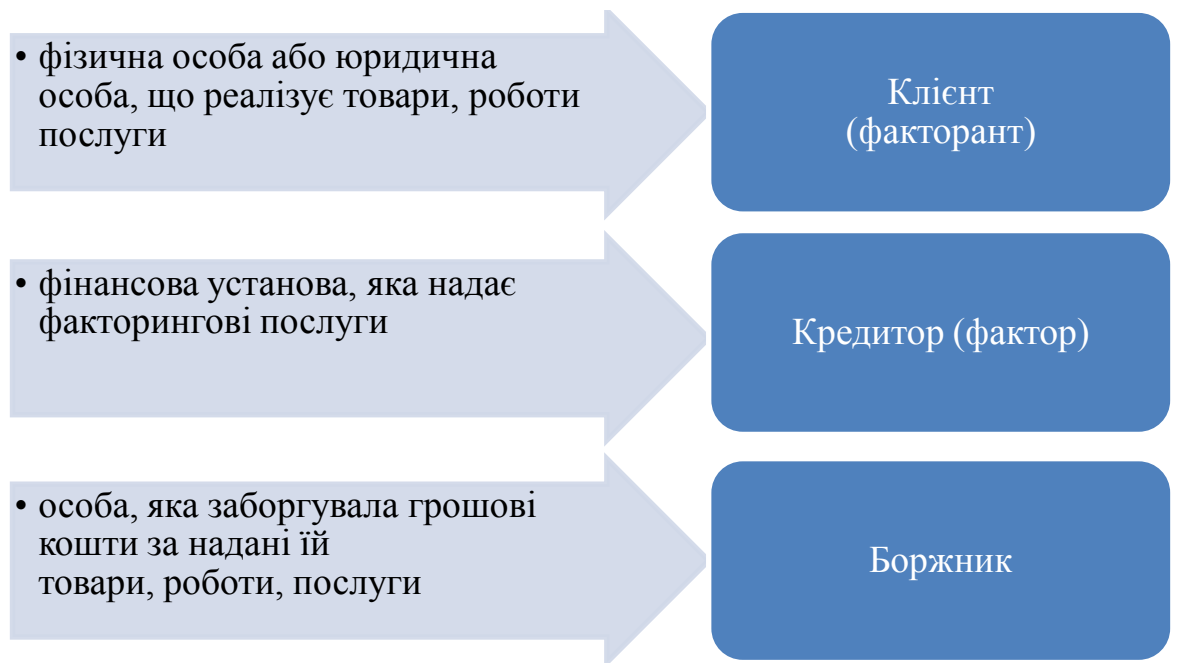 • фізична особа або юридична
особа, що реалізує товари, роботи
послуги
Клієнт
(факторант)
• фінансова установа, яка надає
факторингові послуги
Кредитор (фактор)
• особа, яка заборгувала грошові
кошти за надані їй
товари, роботи, послуги
Боржник